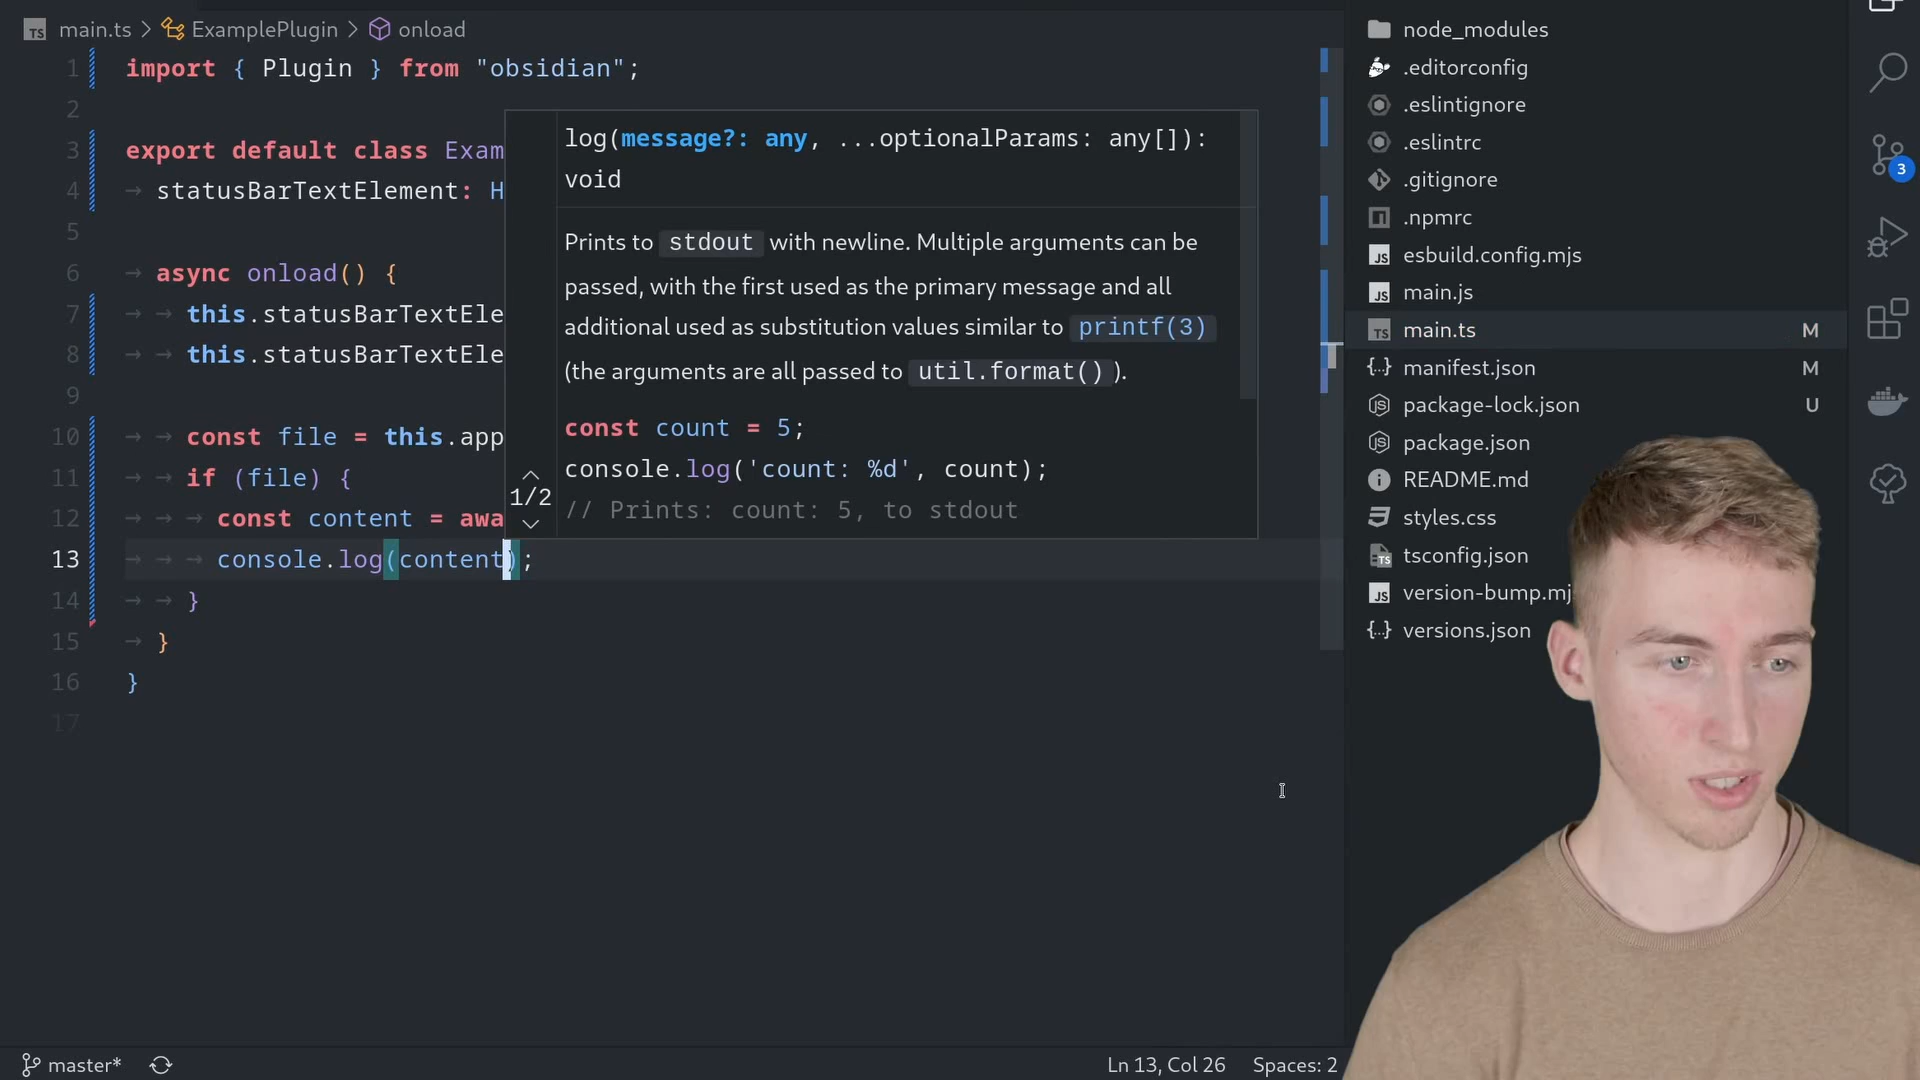 main.ts > ExamplePlugin > onload
1 import { Plugin } from "obsidian";
2
3 export default class Exam
4 → statusBarTextElement: H
5
6 → async onload() {
7 → → this.statusBarTextEle
8 → → this.statusBarTextEle
9
10 → → const file = this.app
11 → → if (file) {
12 → → → const content = awa
13 → → → console.log(content);
14 → → }
15 → }
16 }
17
log(message?: any, ...optionalParams: any[]):
void
Prints to stdout with newline. Multiple arguments can be
passed, with the first used as the primary message and all
additional used as substitution values similar to printf(3)
(the arguments are all passed to util.format()).
const count = 5;
console.log('count: %d', count);
// Prints: count: 5, to stdout
1/2
node_modules
.editorconfig
.eslintignore
.eslintrc
.gitignore
.npmrc
JS esbuild.config.mjs
JS main.js
TS main.ts M
{..} manifest.json M
package-lock.json U
package.json
README.md
styles.css
TS tsconfig.json
JS version-bump.mj
{..} versions.json
3
master*
Ln 13, Col 26
Spaces: 2